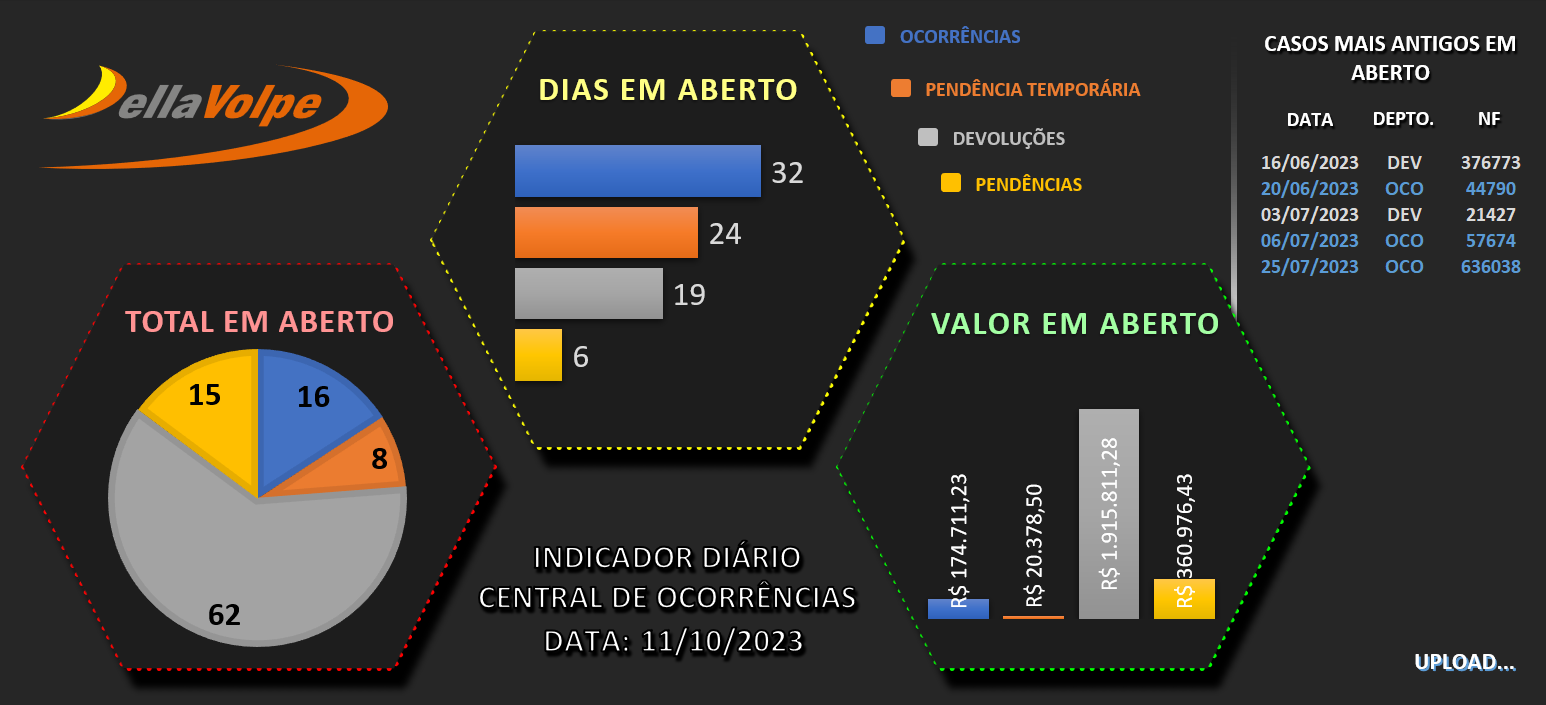 ellaVolpe
DIAS EM ABERTO
32
24
19
6
OCORRÊNCIAS
PENDÊNCIA TEMPORÁRIA
DEVOLUÇÕES
PENDÊNCIAS
CASOS MAIS ANTIGOS EM
ABERTO
DATA DEPTO. NF
16/06/2023 DEV 376773
20/06/2023 OCO 44790
03/07/2023 DEV 21427
06/07/2023 OCO 57674
25/07/2023 OCO 636038
TOTAL EM ABERTO
15
16
8
62
INDICADOR DIÁRIO
CENTRAL DE OCORRÊNCIAS
DATA: 11/10/2023
VALOR EM ABERTO
R$ 174.711,23
R$ 20.378,50
R$ 1.915.811,28
R$ 360.976,43
UPLOAD...